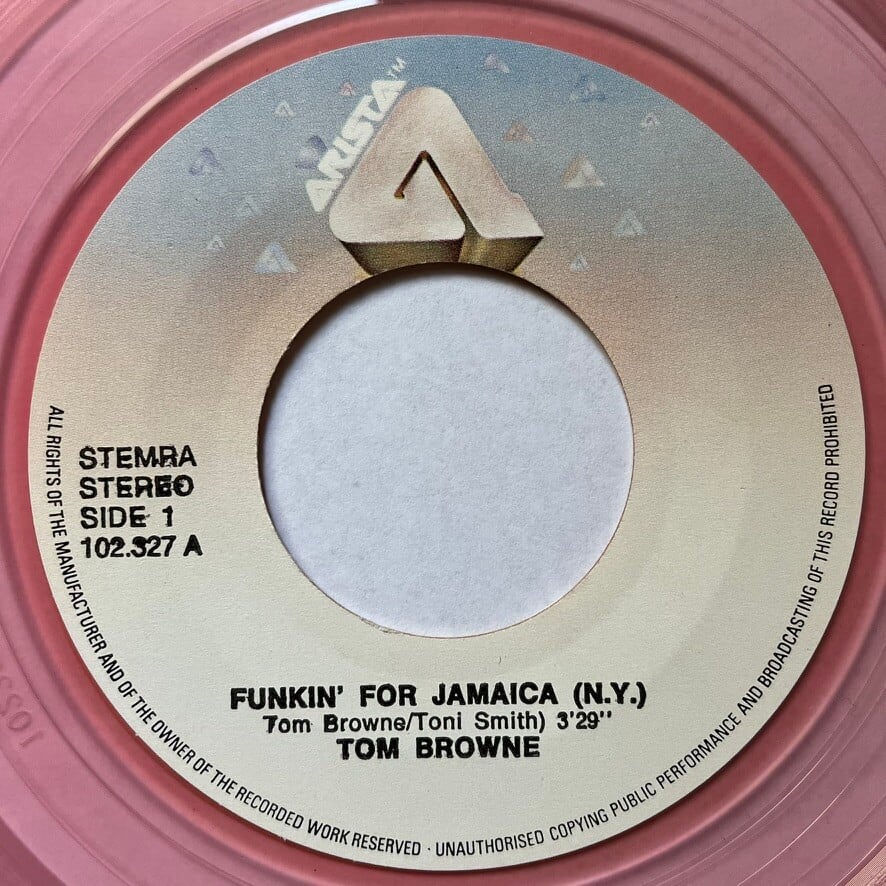 ARISTA™
STEMRA
STEREO
SIDE 1
102.327 A
FUNKIN' FOR JAMAICA (N.Y.)
Tom Browne/Toni Smith) 3'29''
TOM BROWNE
ALL RIGHTS OF THE MANUFACTURER AND OF THE OWNER OF THE RECORDED WORK RESERVED · UNAUTHORISED COPYING PUBLIC PERFORMANCE AND BROADCASTING OF THIS RECORD PROHIBITED